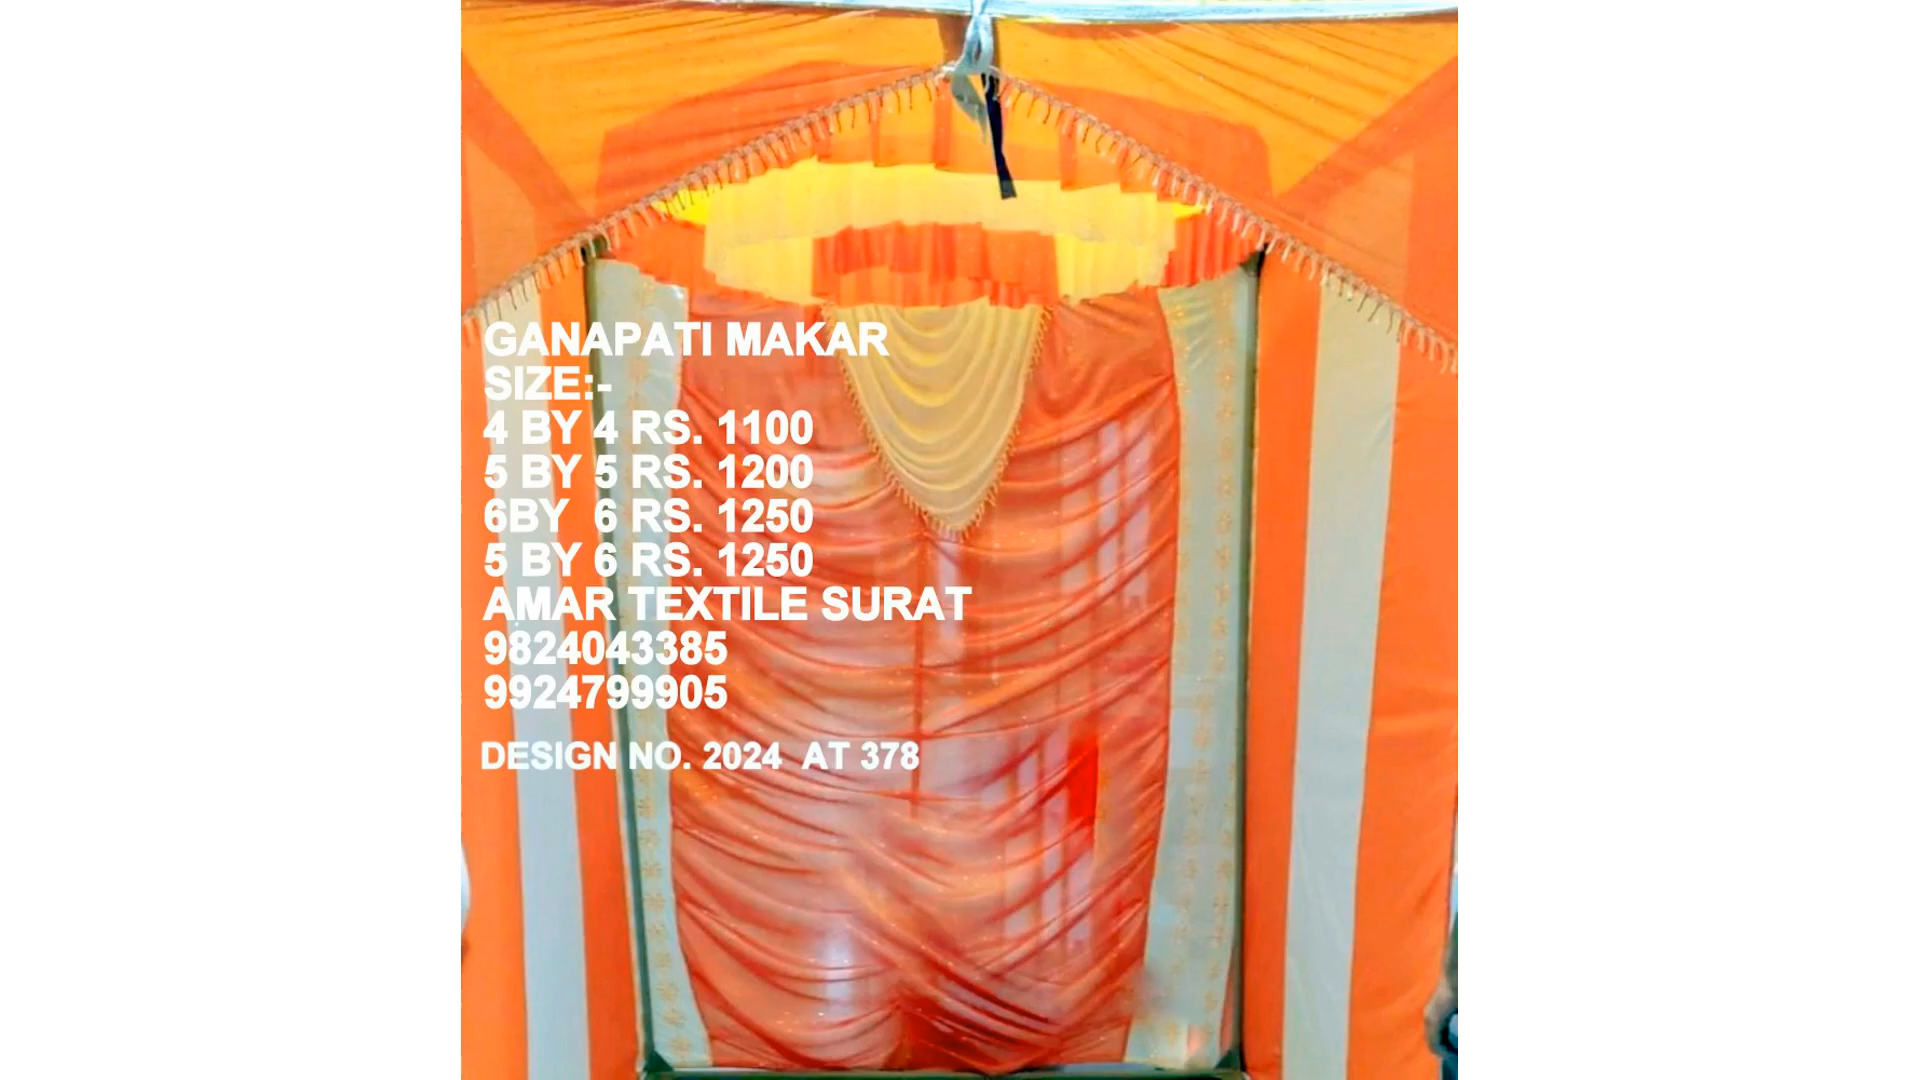 GANAPATI MAKAR
SIZE:-
4 BY 4 RS. 1100
5 BY 5 RS. 1200
6BY  6 RS. 1250
5 BY 6 RS. 1250
AMAR TEXTILE SURAT
9824043385
9924799905
DESIGN NO. 2024  AT 378